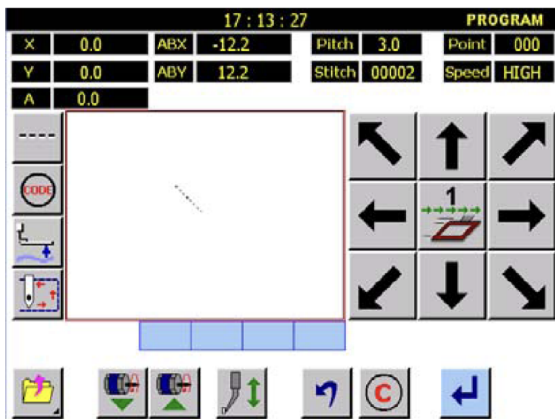 17 : 13 : 27 PROGRAM
X 0.0 ABX -12.2 Pitch 3.0 Point 000
Y 0.0 ABY 12.2 Stitch 00002 Speed HIGH
A 0.0
CODE
1
C